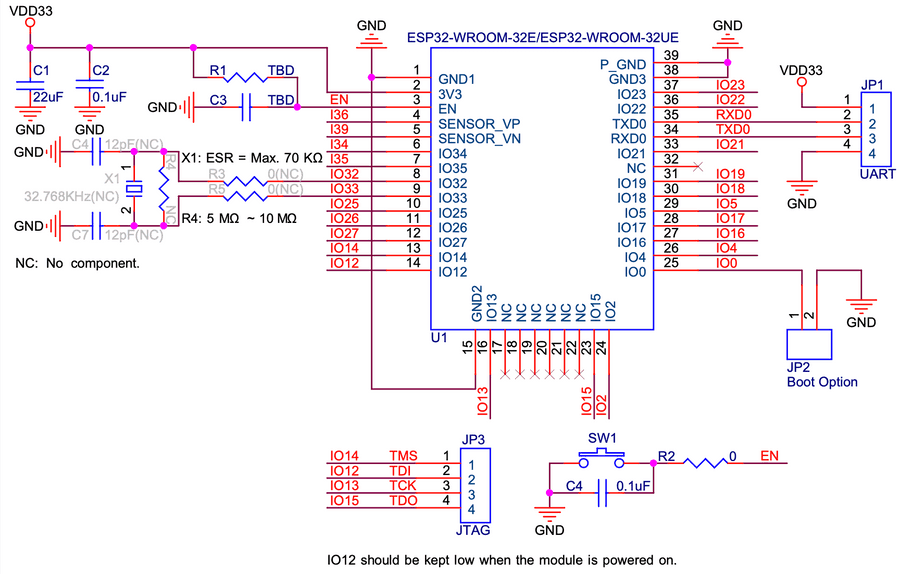 VDD33
C1
22uF
GND
C2
0.1uF
GND
R1
TBD
GND
C3
TBD
GND
C4
12pF(NC)
X1
1
2
32.768KHz(NC)
R4
NC
GND
C7
12pF(NC)
X1: ESR = Max. 70 KΩ
R3
0(NC)
R5
0(NC)
R4: 5 MΩ ~ 10 MΩ
NC: No component.
GND
ESP32-WROOM-32E/ESP32-WROOM-32UE
1 GND1
2 3V3
EN 3 EN
I36 4 SENSOR_VP
I39 5 SENSOR_VN
I34 6 IO34
I35 7 IO35
IO32 8 IO32
IO33 9 IO33
IO25 10 IO25
IO26 11 IO26
IO27 12 IO27
IO14 13 IO14
IO12 14 IO12
GND
P_GND 39
GND3 38
IO23 37 IO23
IO22 36 IO22
TXD0 35 RXD0
RXD0 34 TXD0
IO21 33 IO21
NC 32
IO19 31 IO19
IO18 30 IO18
IO5 29 IO5
IO17 28 IO17
IO16 27 IO16
IO4 26 IO4
IO0 25 IO0
GND2 IO13 NC NC NC NC NC NC IO15 IO2
U1
15 16 17 18 19 20 21 22 23 24
IO13 IO15 IO2
VDD33
JP1
1 1
2 2
3 3
4 4
UART
GND
1 2
GND
JP2
Boot Option
JP3
IO14 TMS 1 1
IO12 TDI 2 2
IO13 TCK 3 3
IO15 TDO 4 4
JTAG
SW1
R2 0 EN
C4 0.1uF
GND
IO12 should be kept low when the module is powered on.